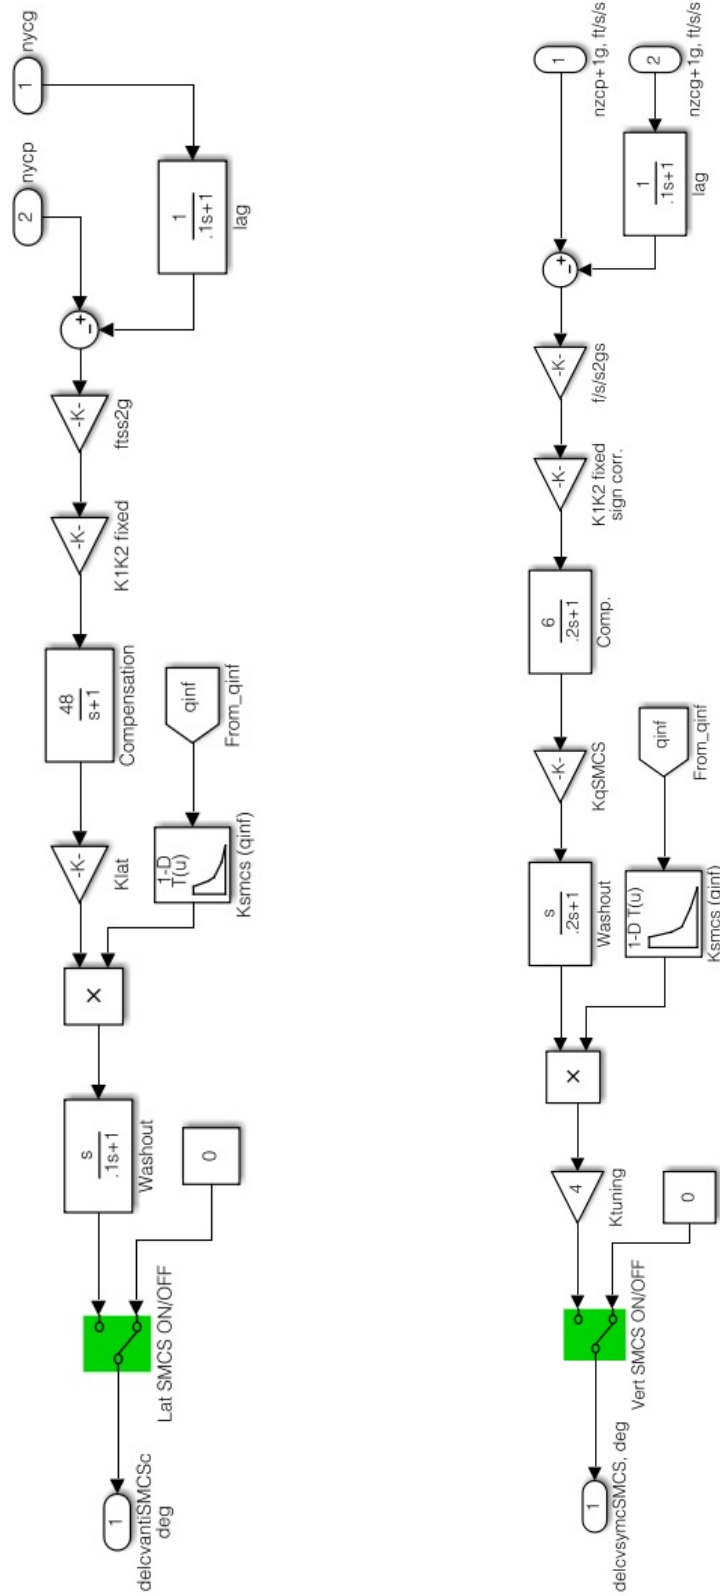 1
nycg
2
nycp
1
.1s+1
lag
-
+
-K-
ftss2g
-K-
K1K2 fixed
48
s+1
Compensation
-K-
Klat
qinf
From_qinf
1-D
T(u)
Ksmcs (qinf)
×
s
.1s+1
Washout
0
Lat SMCS ON/OFF
1
delcvantiSMCSc
deg
1
nzcp+1g, ft/s/s
2
nzcg+1g, ft/s/s
1
.1s+1
lag
-
+
-K-
f/s/s2gs
-K-
K1K2 fixed
sign corr.
6
.2s+1
Comp.
-K-
KqSMCS
s
.2s+1
Washout
qinf
From_qinf
1-D T(u)
Ksmcs (qinf)
×
4
Ktuning
0
Vert SMCS ON/OFF
1
delcvsymcSMCS, deg